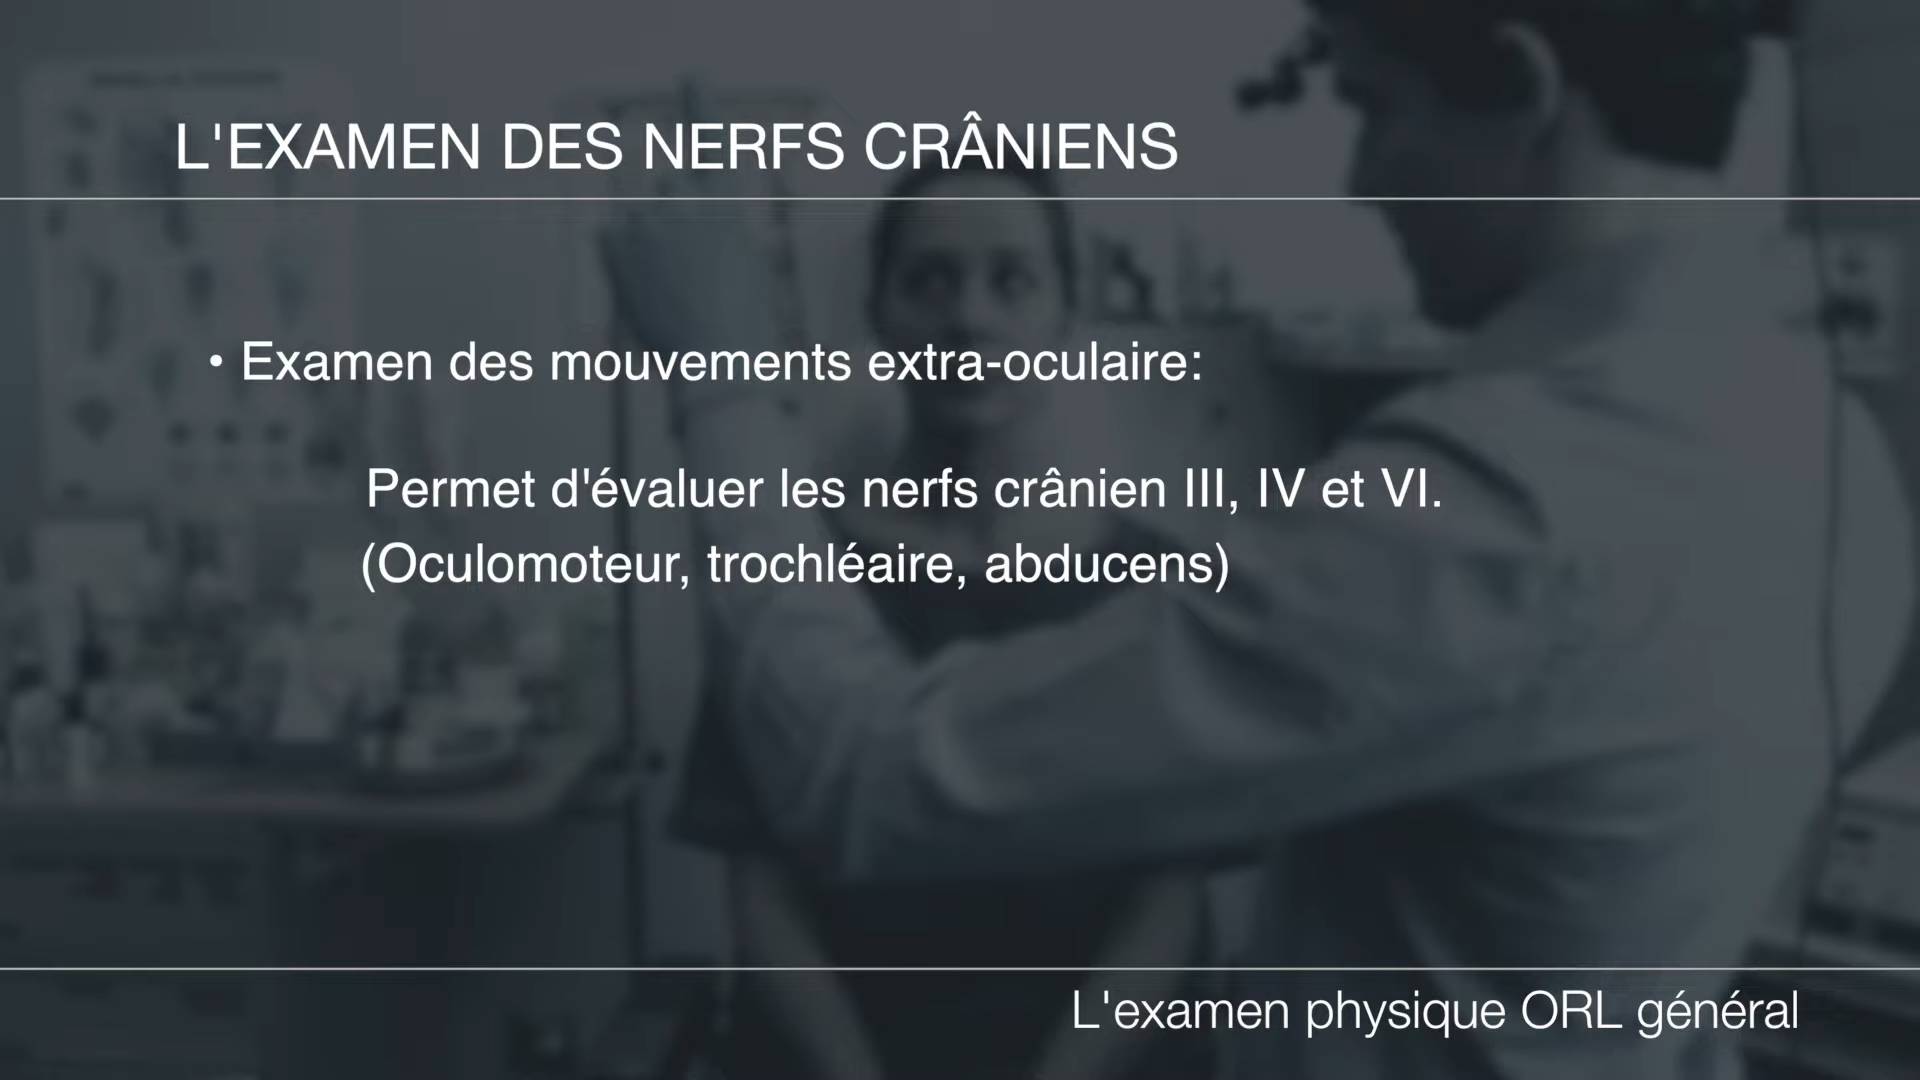 L'EXAMEN DES NERFS CRÂNIENS
• Examen des mouvements extra-oculaire:
Permet d'évaluer les nerfs crânien III, IV et VI.
(Oculomoteur, trochléaire, abducens)
L'examen physique ORL général